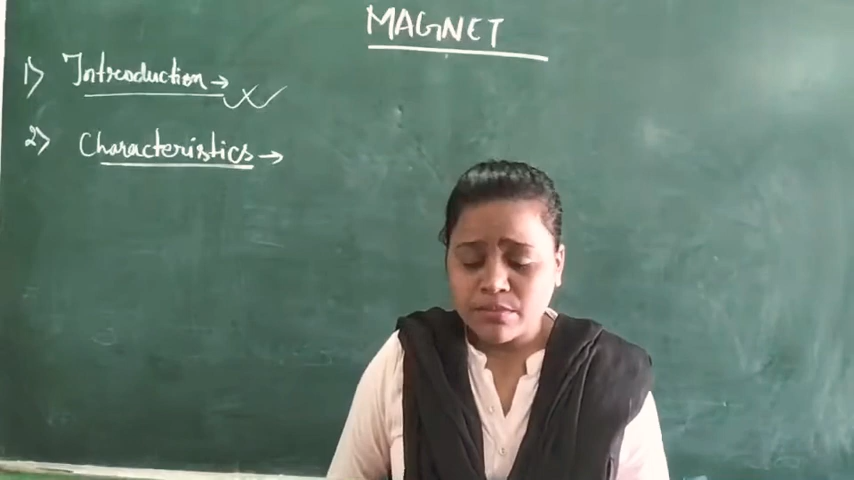 MAGNET
1) Introduction →
2) Characteristics →